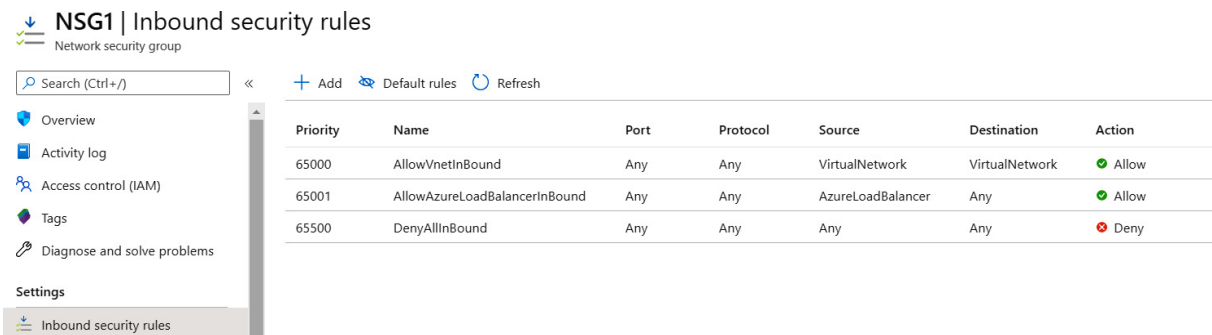 NSG1 | Inbound security rules
Network security group
Search (Ctrl+/)
«
Add Default rules Refresh
Overview
Activity log
Access control (IAM)
Tags
Diagnose and solve problems
Settings
Inbound security rules
Priority Name Port Protocol Source Destination Action
65000 AllowVnetInBound Any Any VirtualNetwork VirtualNetwork Allow
65001 AllowAzureLoadBalancerInBound Any Any AzureLoadBalancer Any Allow
65500 DenyAllInBound Any Any Any Any Deny